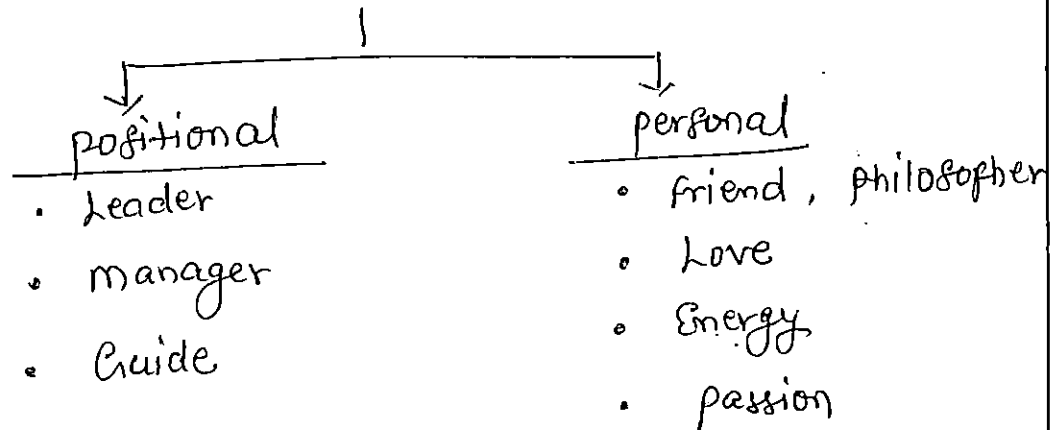 positional
• Leader
• manager
• Guide
personal
• friend, philosopher
• Love
• Energy
• passion